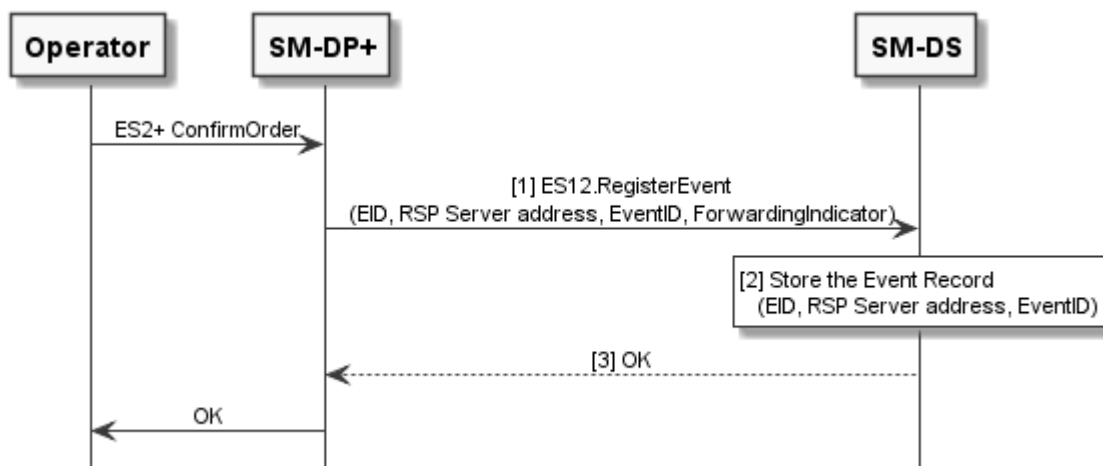 Operator
SM-DP+
SM-DS
ES2+ ConfirmOrder
[1] ES12.RegisterEvent
(EID, RSP Server address, EventID, ForwardingIndicator)
[2] Store the Event Record
(EID, RSP Server address, EventID)
[3] OK
OK